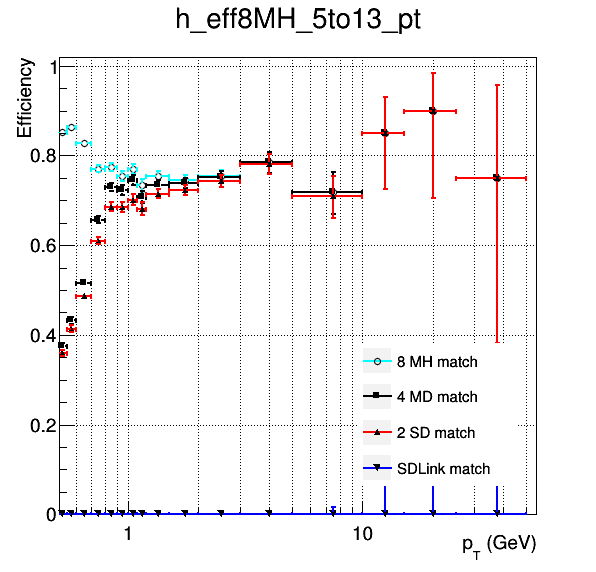 h_eff8MH_5to13_pt
Efficiency
1
0.8
0.6
0.4
0.2
0
8 MH match
4 MD match
2 SD match
SDLink match
1
10
p_T (GeV)